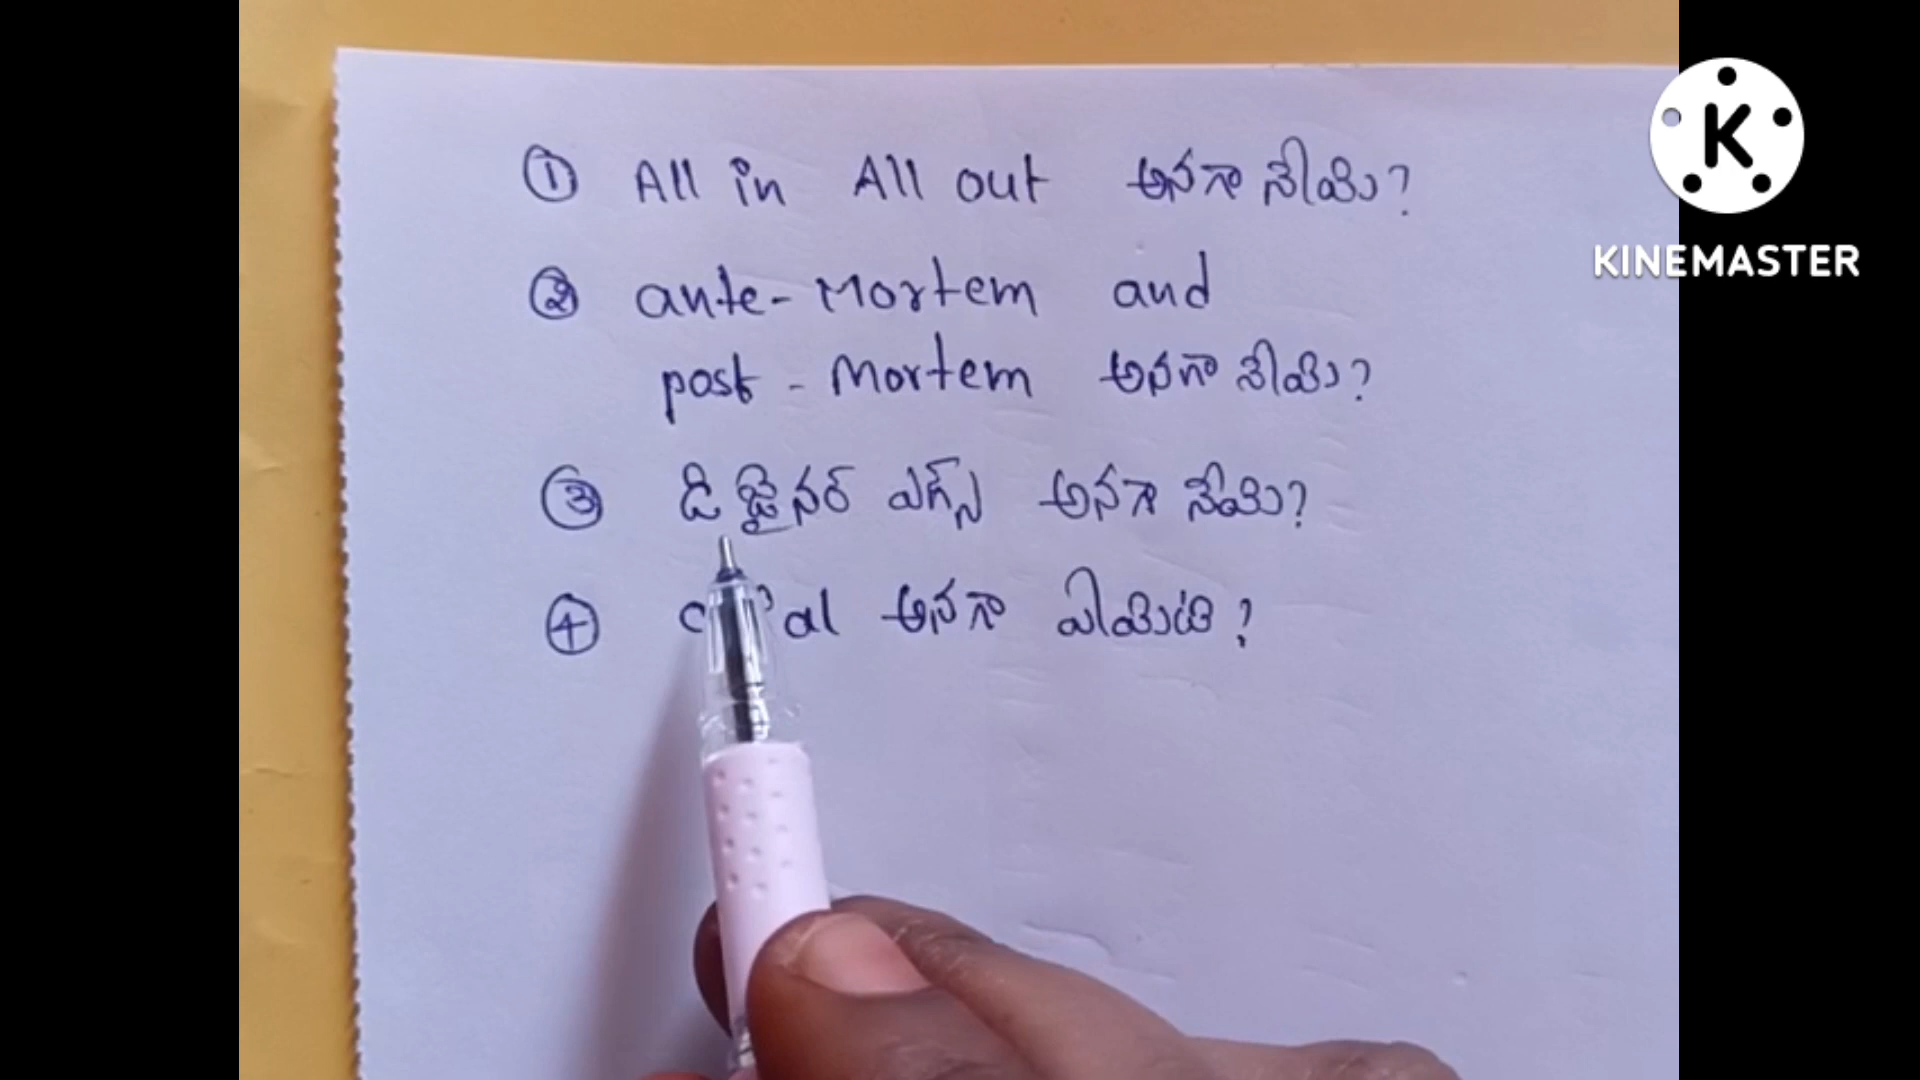 ① All in All out అనగా నేమి?
② ante-Mortem and
post-Mortem అనగా నేమి?
③ డిజైనర్ ఎగ్స్ అనగా నేమి?
④ అనగా ఏమిటి?
K
KINEMASTER